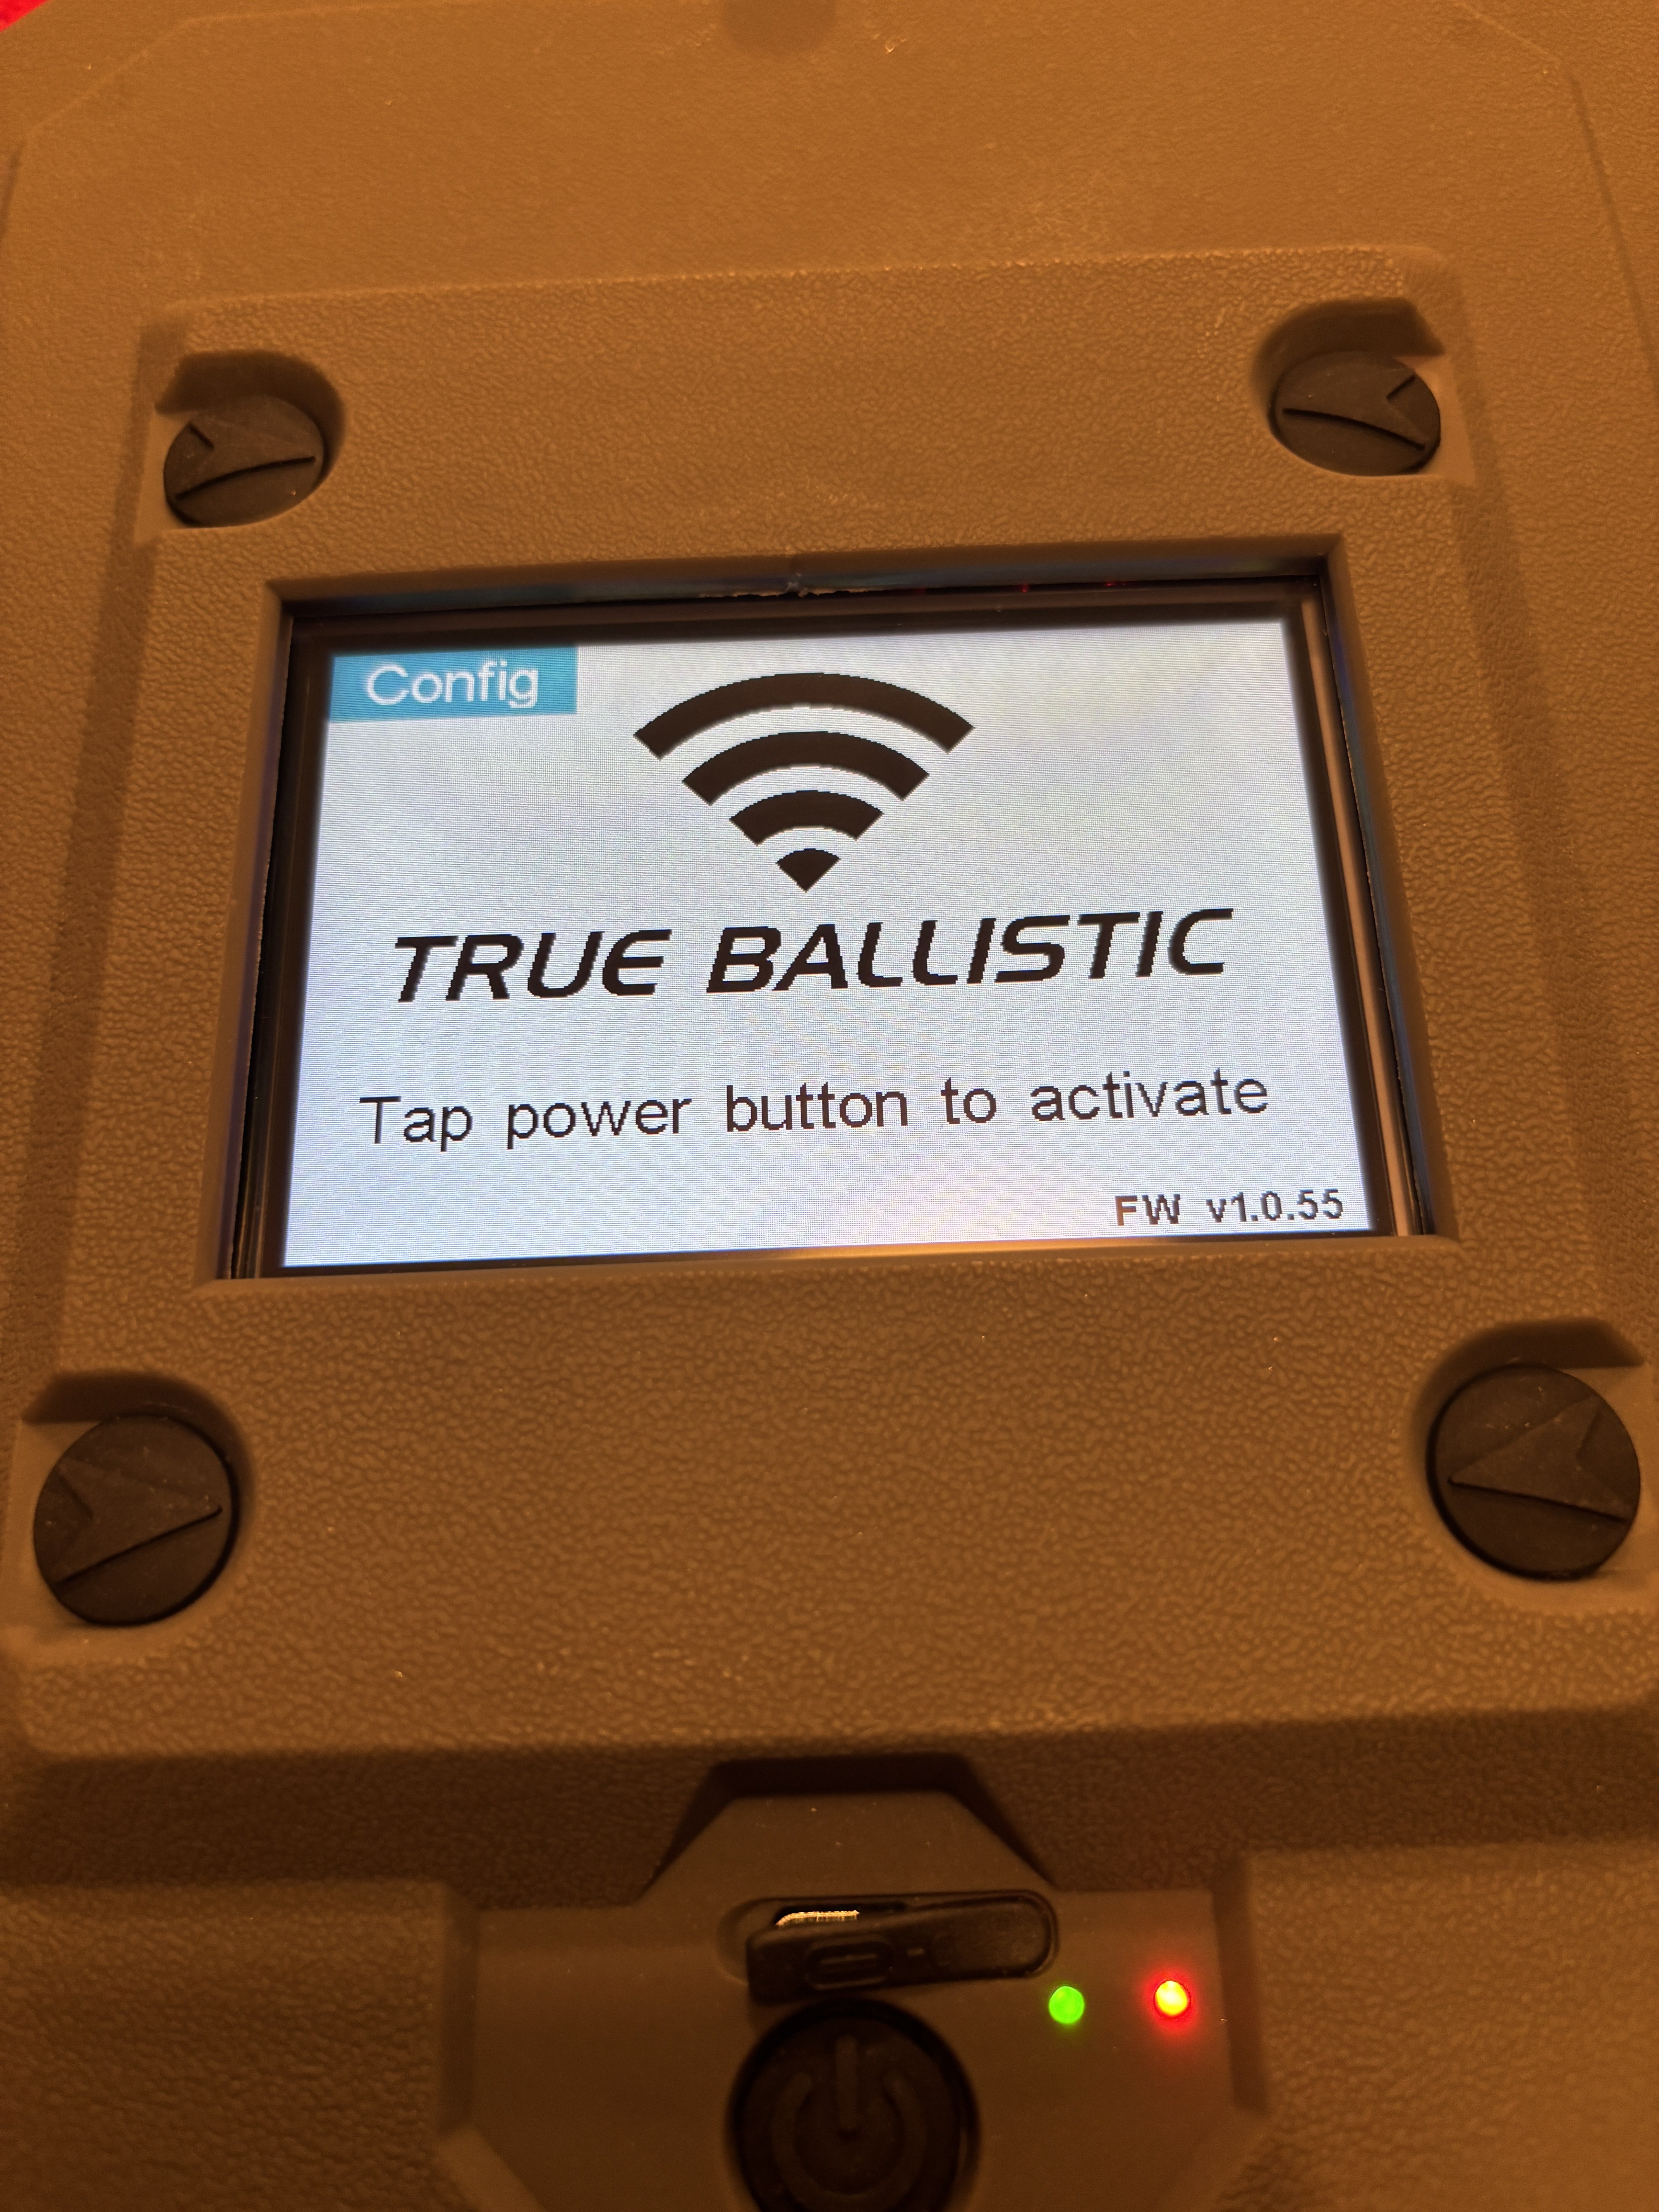 Config
TRUE BALLISTIC
Tap power button to activate
FW v1.0.55